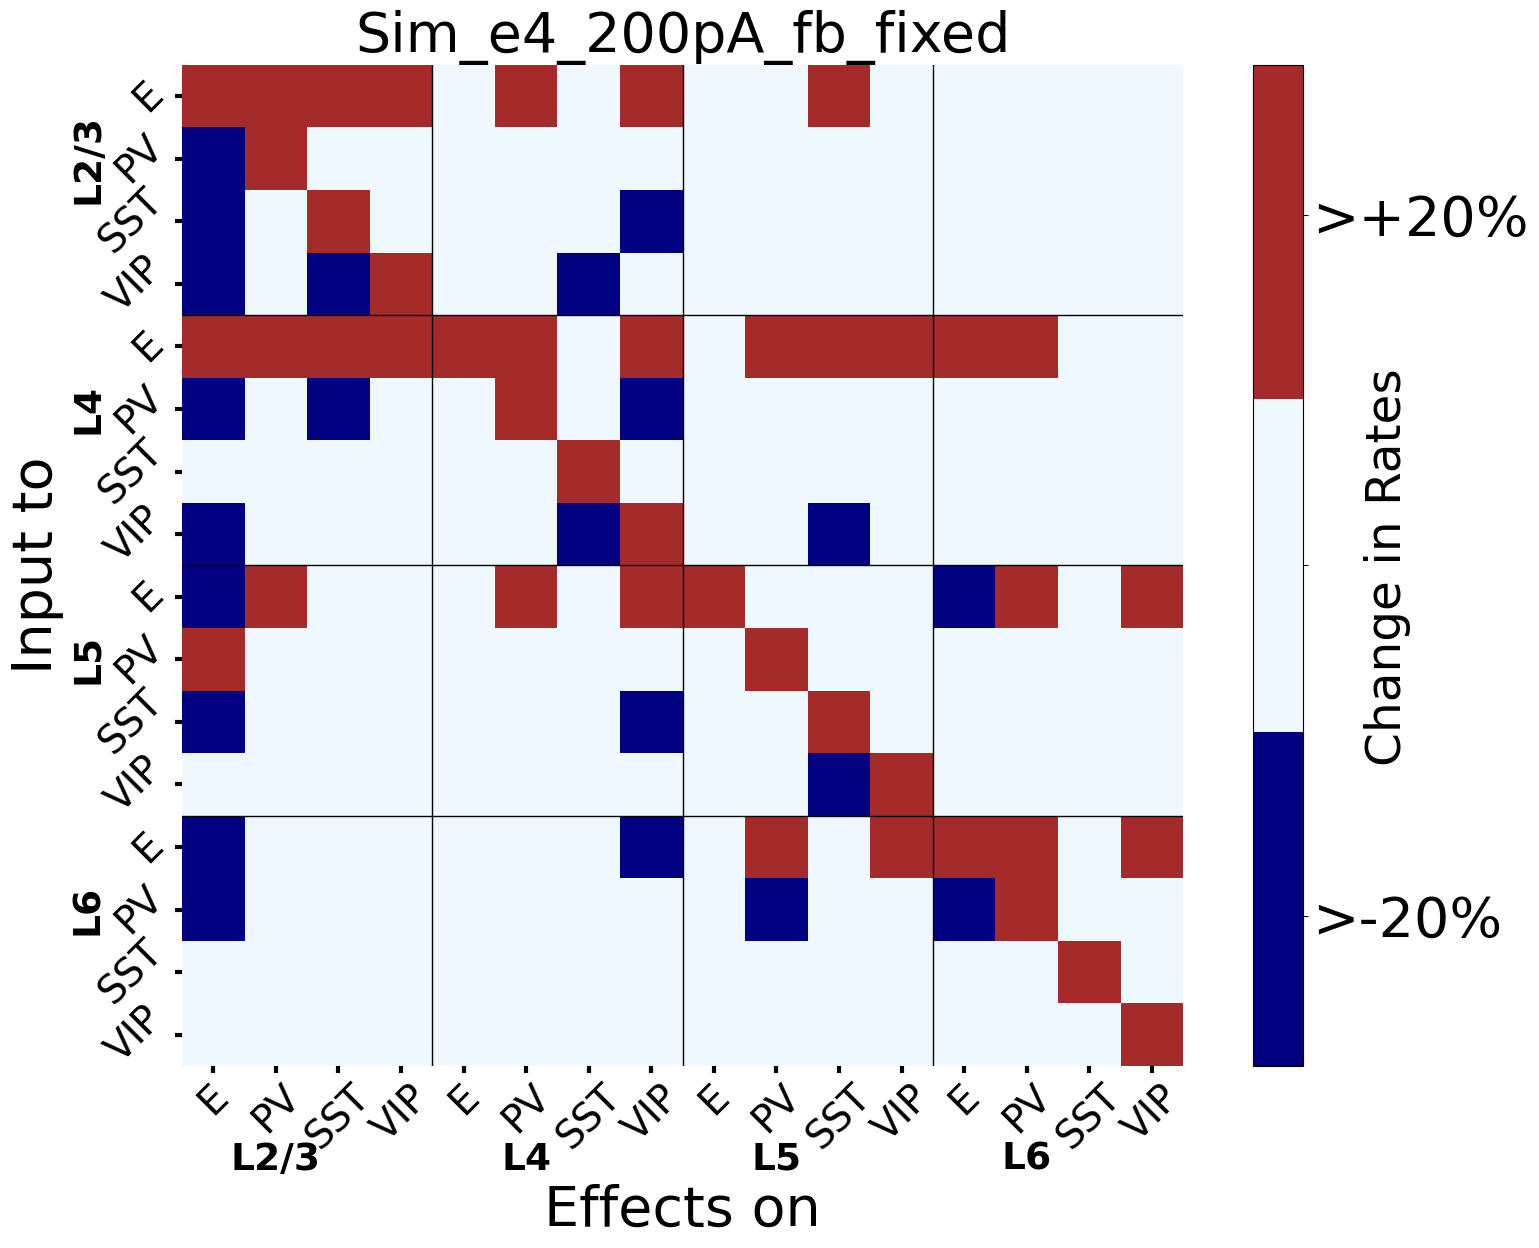 Sim_e4_200pA_fb_fixed
Input to
L2/3
E
PV
SST
VIP
L4
E
PV
SST
VIP
L5
E
PV
SST
VIP
L6
E
PV
SST
VIP
E
PV
SST
VIP
E
PV
SST
VIP
E
PV
SST
VIP
E
PV
SST
VIP
L2/3
L4
L5
L6
Effects on
>+20%
>-20%
Change in Rates